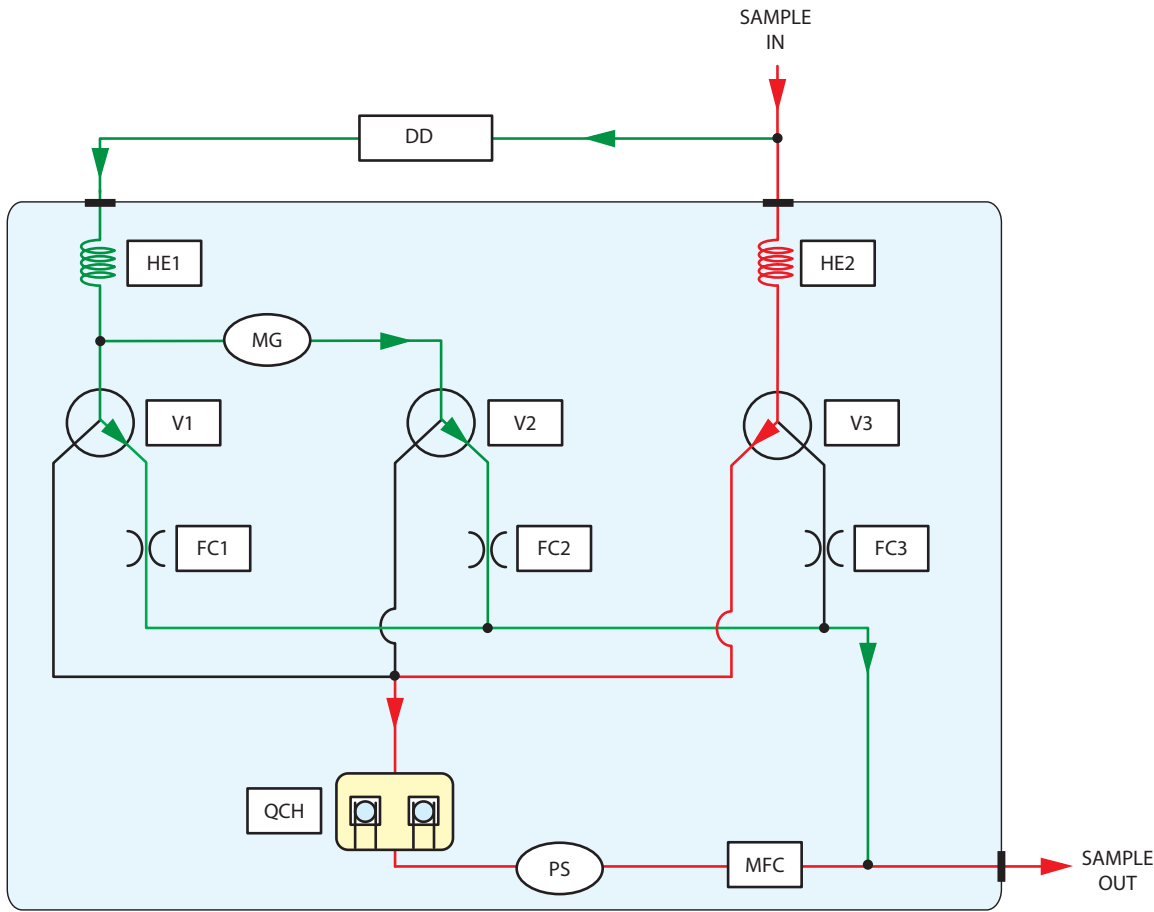 SAMPLE
IN
DD
HE1
HE2
MG
V1
V2
V3
FC1
FC2
FC3
QCH
PS
MFC
SAMPLE
OUT